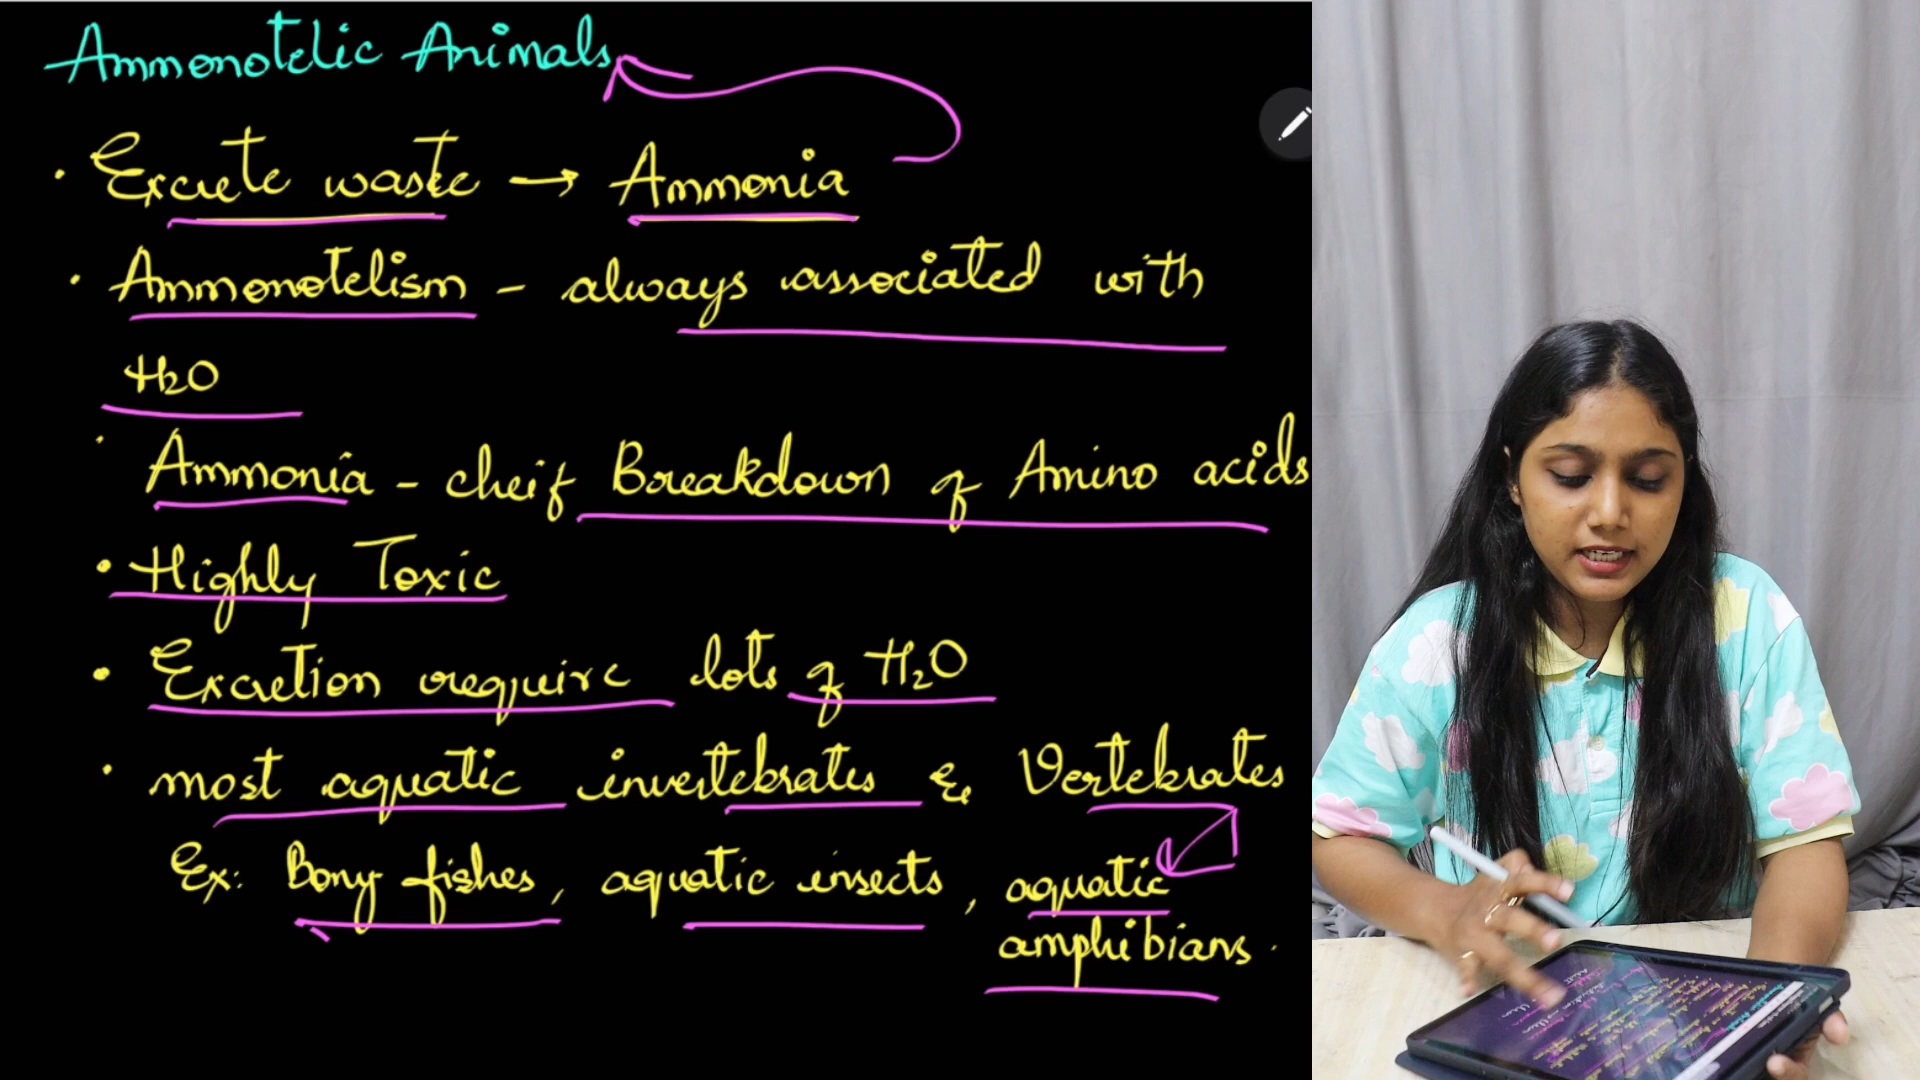 Ammonotelic Animals
• Excrete waste → Ammonia
• Ammonotelism - always associated with
H2O
• Ammonia - cheif Breakdown of Amino acids
• Highly Toxic
• Excretion require lots of H2O
• most aquatic invertebrates & Vertebrates
Ex: Bony fishes, aquatic insects, aquatic
amphibians.